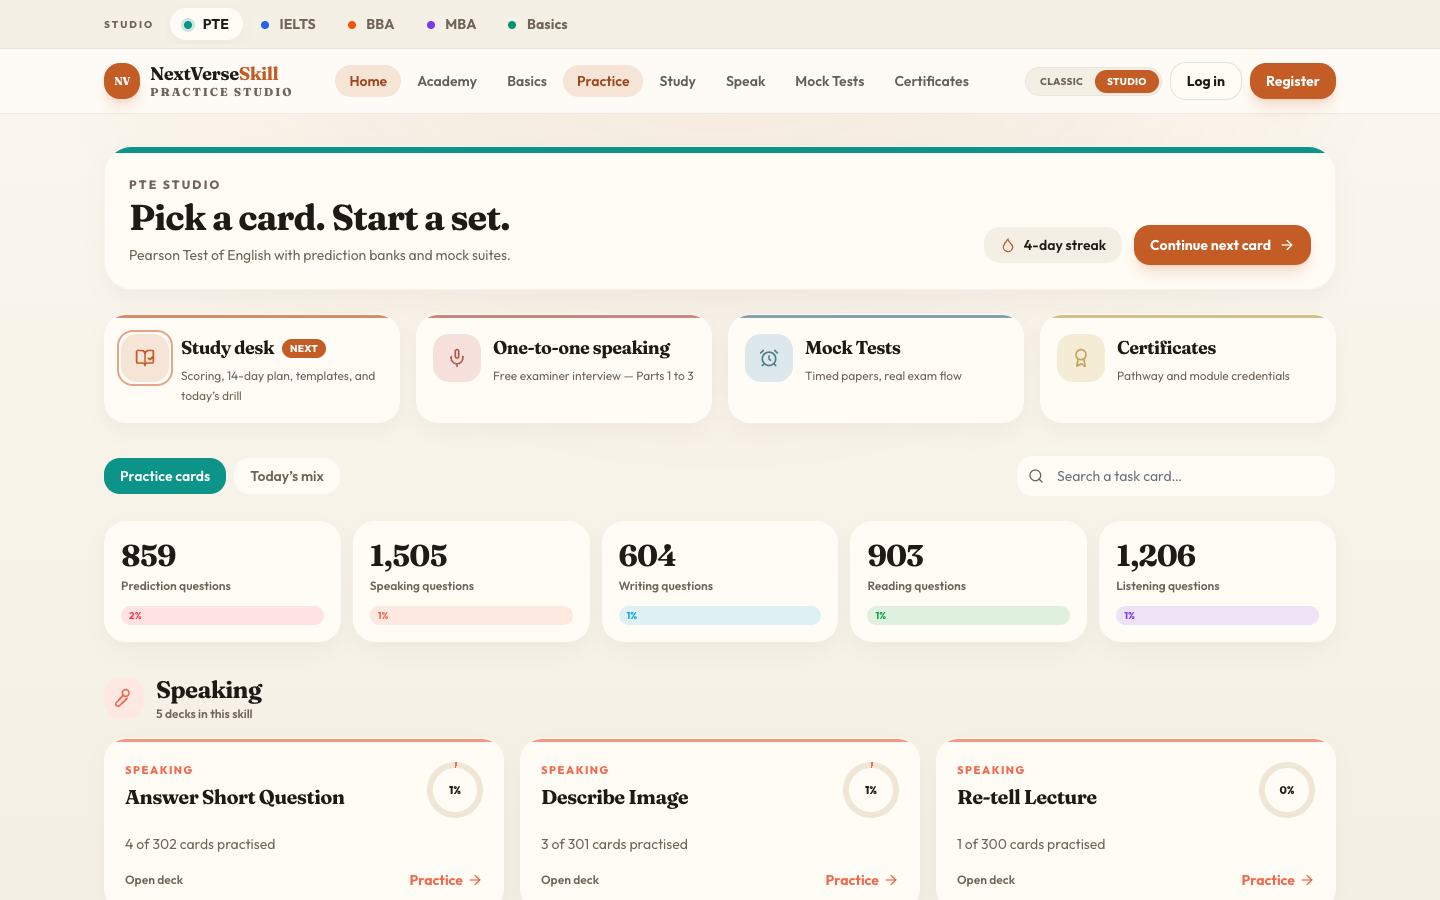 STUDIO PTE IELTS BBA MBA Basics
NV NextVerseSkill PRACTICE STUDIO Home Academy Basics Practice Study Speak Mock Tests Certificates CLASSIC STUDIO Log in Register
PTE STUDIO
Pick a card. Start a set.
Pearson Test of English with prediction banks and mock suites.
4-day streak Continue next card
Study desk NEXT
Scoring, 14-day plan, templates, and
today's drill
One-to-one speaking
Free examiner interview — Parts 1 to 3
Mock Tests
Timed papers, real exam flow
Certificates
Pathway and module credentials
Practice cards Today's mix Search a task card...
859
Prediction questions
2%
1,505
Speaking questions
1%
604
Writing questions
1%
903
Reading questions
1%
1,206
Listening questions
1%
Speaking
5 decks in this skill
SPEAKING
Answer Short Question
1%
4 of 302 cards practised
Open deck Practice
SPEAKING
Describe Image
1%
3 of 301 cards practised
Open deck Practice
SPEAKING
Re-tell Lecture
0%
1 of 300 cards practised
Open deck Practice